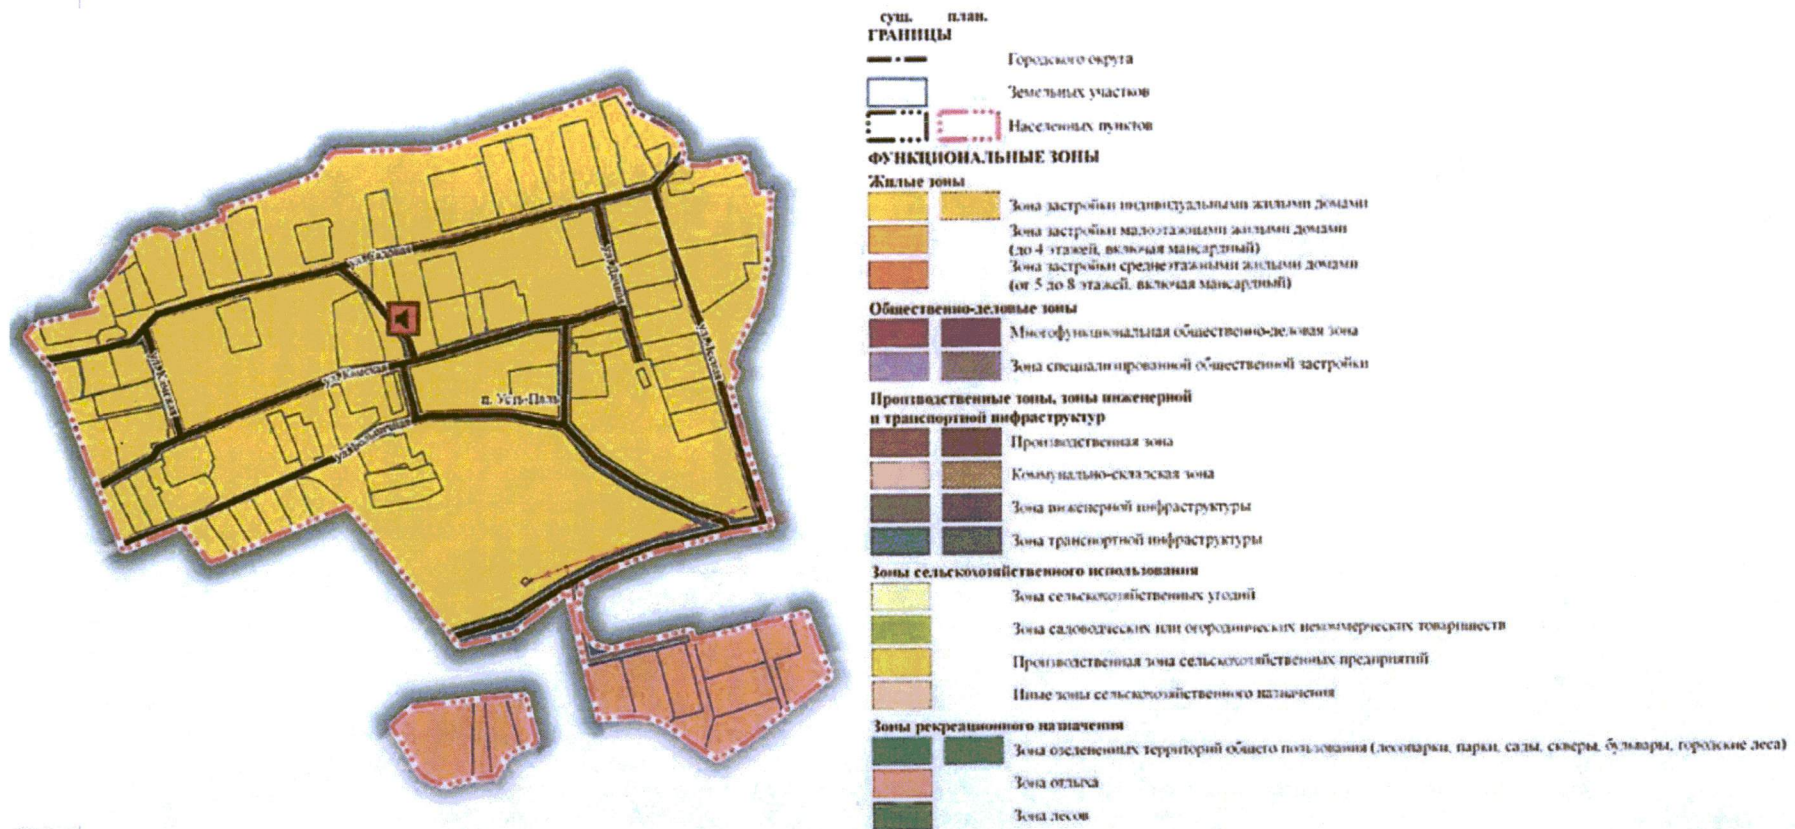 ул. Садовая
ул. Камская
п. Усть-Паль
сущ. план.
ГРАНИЦЫ
Городского округа
Земельных участков
Населенных пунктов
ФУНКЦИОНАЛЬНЫЕ ЗОНЫ
Жилые зоны
Зона застройки индивидуальными жилыми домами
Зона застройки малоэтажными жилыми домами
(до 4 этажей, включая мансардный)
Зона застройки среднеэтажными жилыми домами
(от 5 до 8 этажей, включая мансардный)
Общественно-деловые зоны
Многофункциональная общественно-деловая зона
Зона специализированной общественной застройки
Производственные зоны, зоны инженерной
и транспортной инфраструктур
Производственная зона
Коммунально-складская зона
Зона инженерной инфраструктуры
Зона транспортной инфраструктуры
Зоны сельскохозяйственного использования
Зона сельскохозяйственных угодий
Зона садоводческих или огороднических некоммерческих товариществ
Производственная зона сельскохозяйственных предприятий
Иные зоны сельскохозяйственного назначения
Зоны рекреационного назначения
Зона озелененных территорий общего пользования (лесопарки, парки, сады, скверы, бульвары, городские леса)
Зона отдыха
Зона лесов